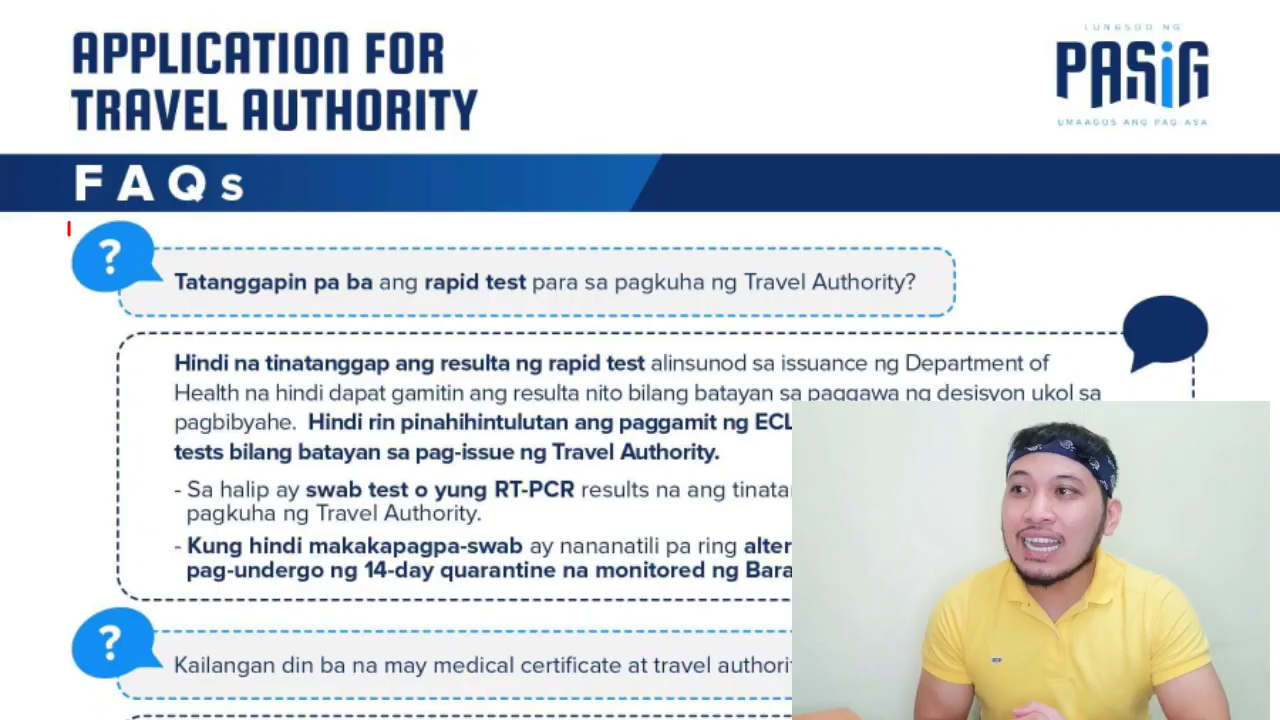 APPLICATION FOR
TRAVEL AUTHORITY
LUNGSOD NG
PASiG
UMAAGOS ANG PAG-ASA
FAQs
?
Tatanggapin pa ba ang rapid test para sa pagkuha ng Travel Authority?
Hindi na tinatanggap ang resulta ng rapid test alinsunod sa issuance ng Department of
Health na hindi dapat gamitin ang resulta nito bilang batayan sa paggawa ng desisyon ukol sa
pagbibyahe. Hindi rin pinahihintulutan ang paggamit ng ECL
tests bilang batayan sa pag-issue ng Travel Authority.
- Sa halip ay swab test o yung RT-PCR results na ang
pagkuha ng Travel Authority.
- Kung hindi makakapagpa-swab ay nananatili pa ring
pag-undergo ng 14-day quarantine na monitored ng
?
Kailangan din ba na may medical certificate at travel